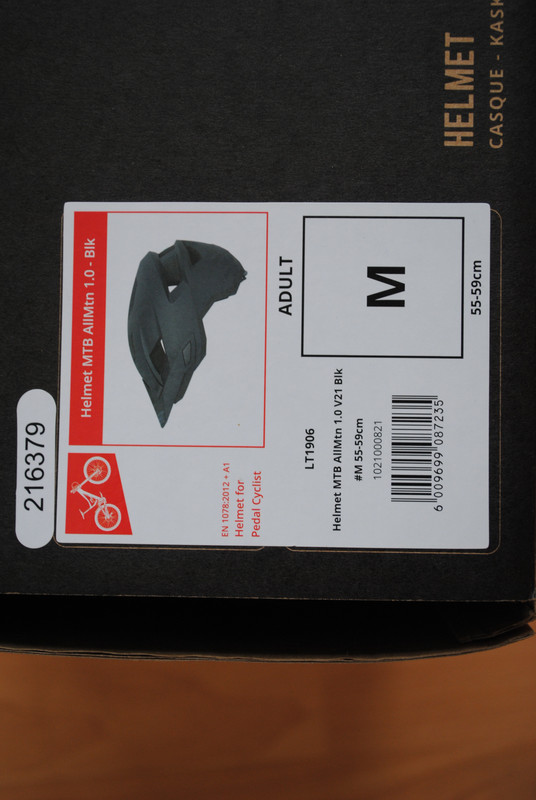 HELMET
CASQUE - KASK
216379
Helmet MTB AllMtn 1.0 - Blk
EN 1078:2012 + A1
Helmet for
Pedal Cyclist
ADULT
M
55-59cm
LT1906
Helmet MTB AllMtn 1.0 V21 Blk
#M 55-59cm
1021000821
6 009699 087235